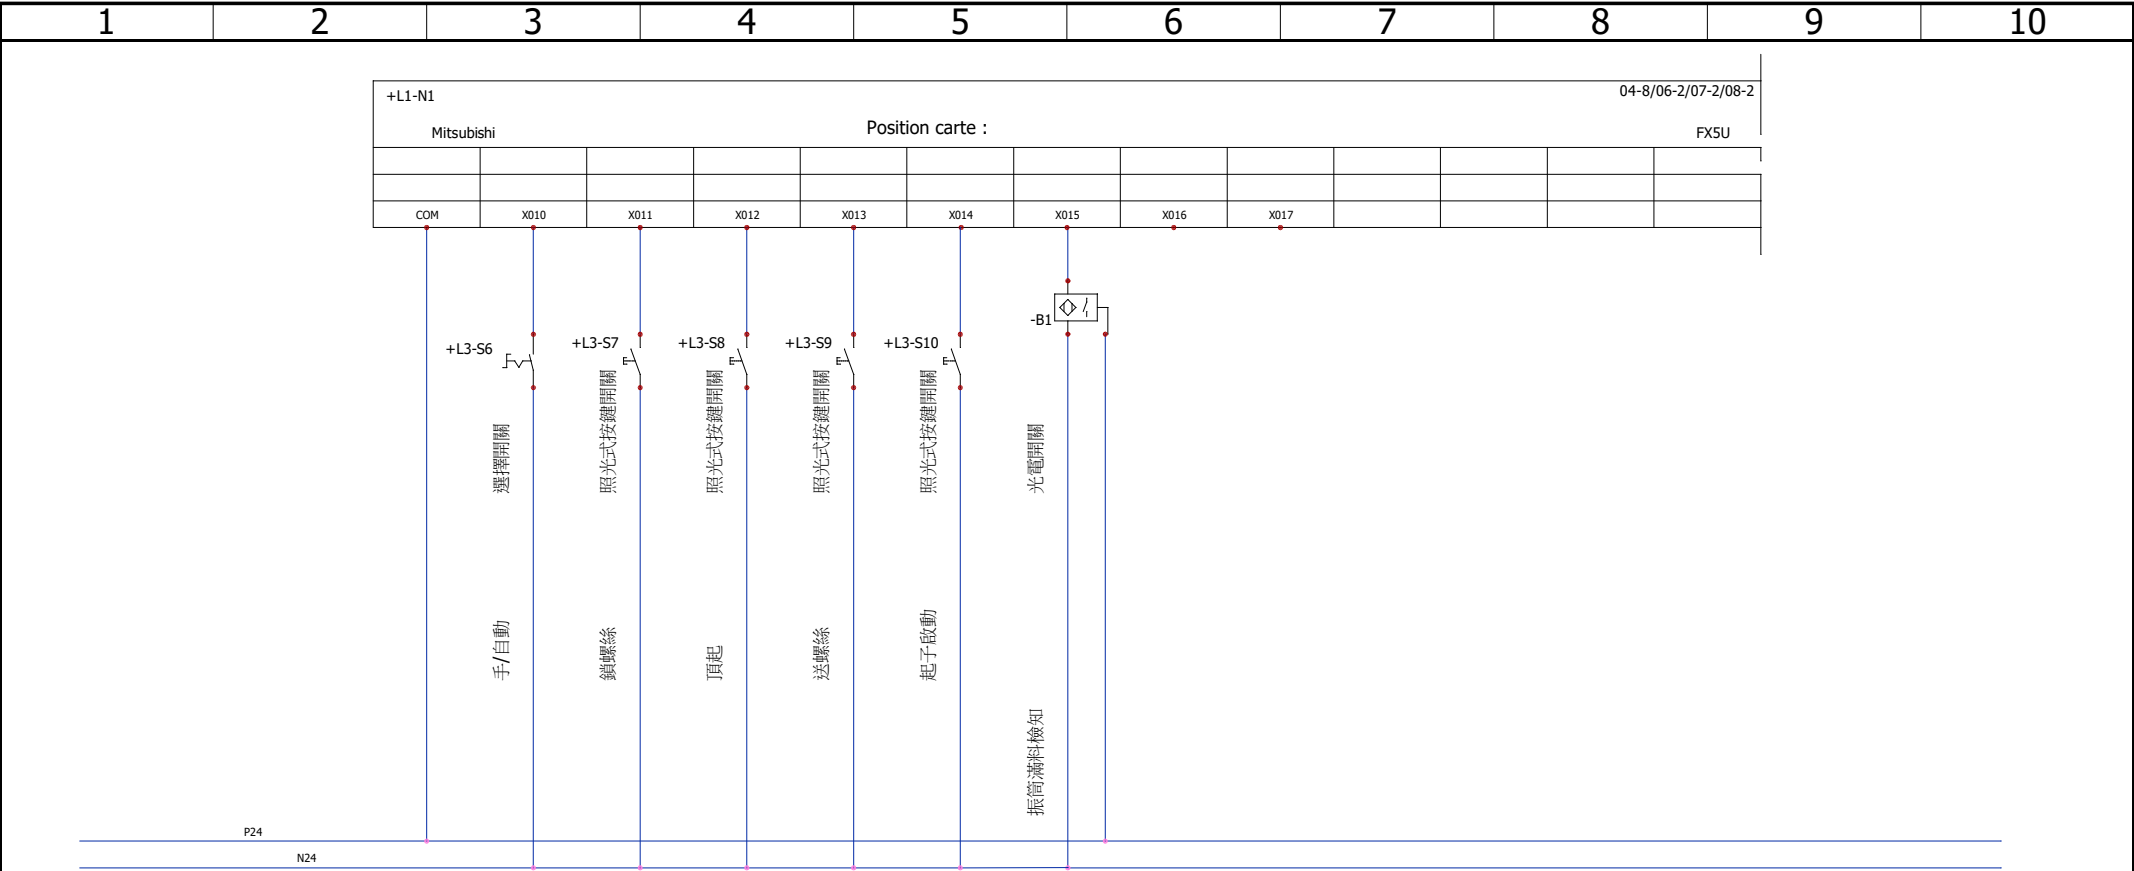 1 2 3 4 5 6 7 8 9 10
+L1-N1 04-8/06-2/07-2/08-2
Mitsubishi Position carte : FX5U
COM X010 X011 X012 X013 X014 X015 X016 X017
-B1
+L3-S6 +L3-S7 +L3-S8 +L3-S9 +L3-S10
選擇開關
照光式按鍵開關
照光式按鍵開關
照光式按鍵開關
照光式按鍵開關
光電開關
手/自動
鎖螺絲
頂起
送螺絲
起子啟動
振筒滿料檢知
P24
N24